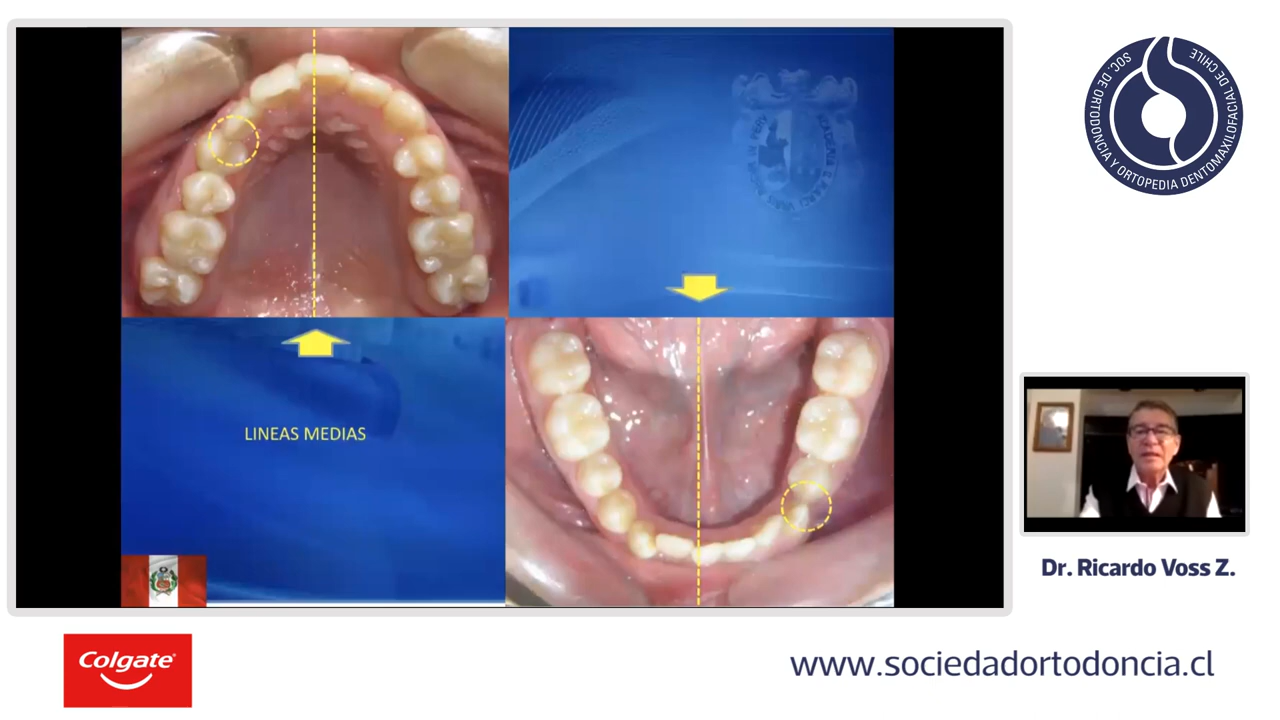 SOC. DE ORTODONCIA Y ORTOPEDIA DENTOMAXILOFACIAL DE CHILE
LINEAS MEDIAS
Dr. Ricardo Voss Z.
Colgate®
www.sociedadortodoncia.cl